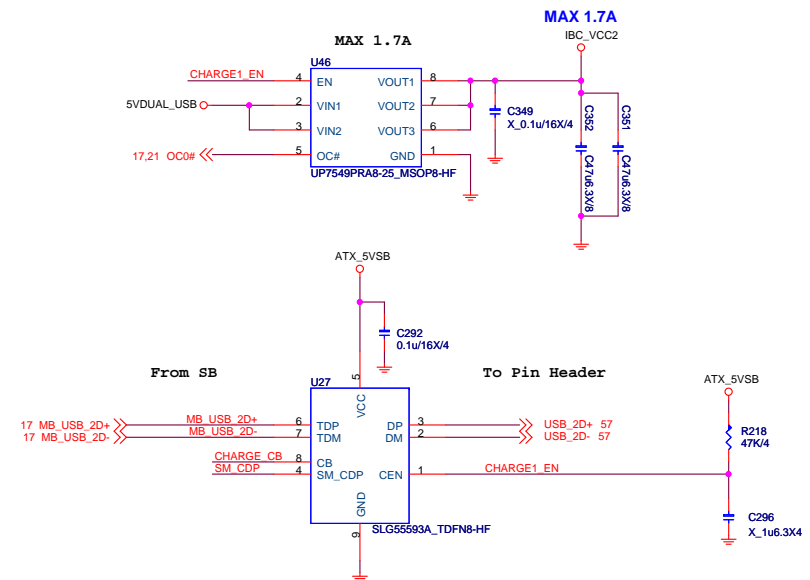 MAX 1.7A
MAX 1.7A
IBC_VCC2
U46
CHARGE1_EN
4 EN VOUT1 8
5VDUAL_USB
2 VIN1 VOUT2 7
3 VIN2 VOUT3 6
17,21 OC0#
5 OC# GND 1
UP7549PRA8-25_MSOP8-HF
C349
X_0.1u/16X/4
C352
C47u6.3X/8
C351
C47u6.3X/8
ATX_5VSB
C292
0.1u/16X/4
From SB
To Pin Header
ATX_5VSB
U27
5
VCC
17 MB_USB_2D+
MB_USB_2D+
6 TDP DP 3
USB_2D+ 57
17 MB_USB_2D-
MB_USB_2D-
7 TDM DM 2
USB_2D- 57
CHARGE_CB
8 CB
SM_CDP
4 SM_CDP CEN 1
CHARGE1_EN
R218
47K/4
GND
9
SLG55593A_TDFN8-HF
C296
X_1u6.3X4